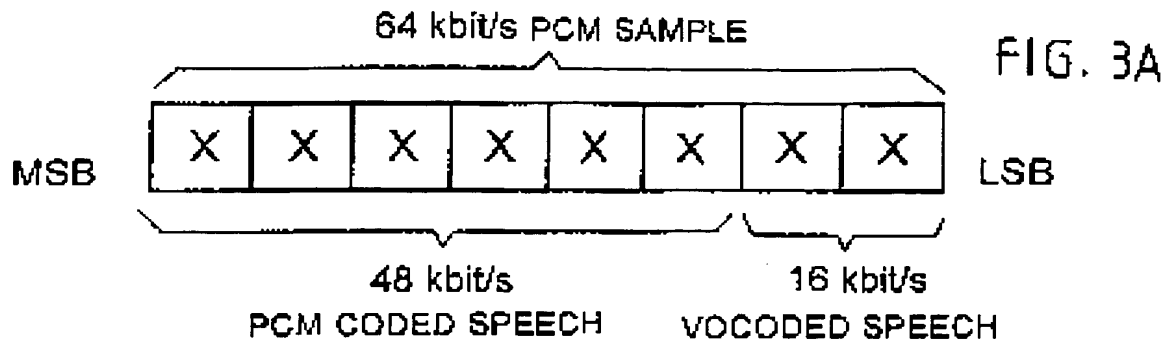 64 kbit/s PCM SAMPLE
FIG. 3A
MSB X X X X X X X X LSB
48 kbit/s 16 kbit/s
PCM CODED SPEECH VOCODED SPEECH